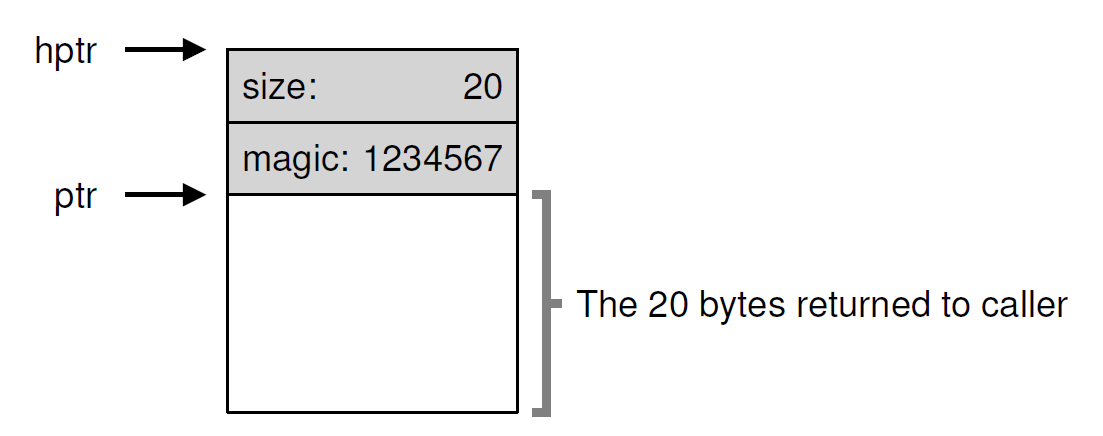 hptr
size: 20
magic: 1234567
ptr
The 20 bytes returned to caller